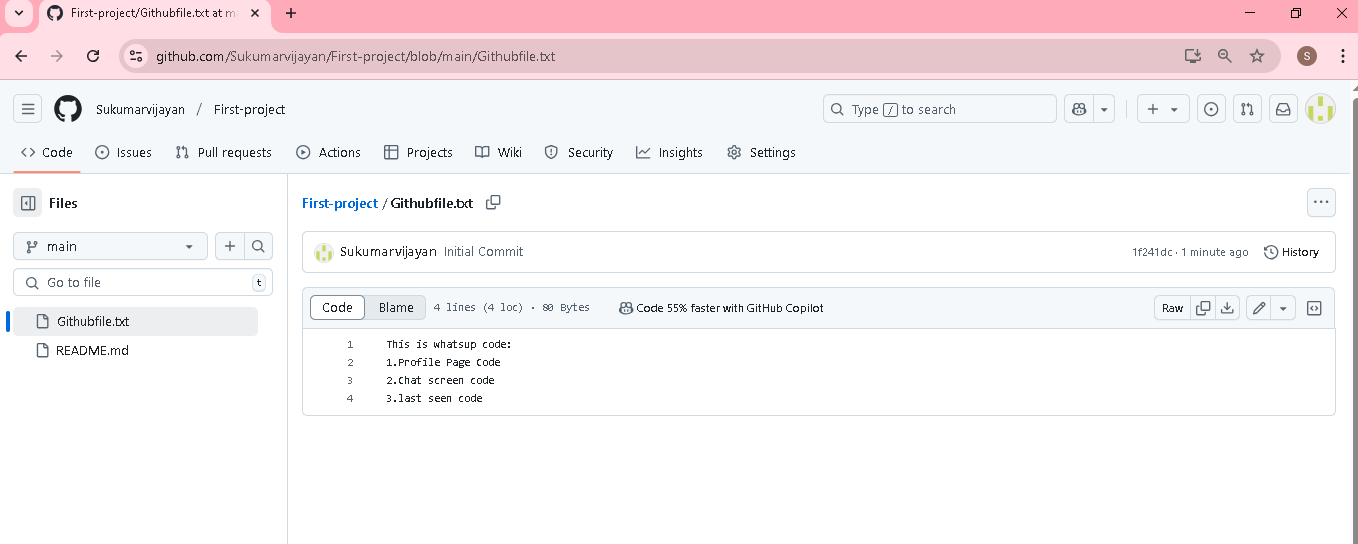 First-project/Githubfile.txt at m
github.com/Sukumarvijayan/First-project/blob/main/Githubfile.txt
S
Sukumarvijayan / First-project
Type / to search
Code Issues Pull requests Actions Projects Wiki Security Insights Settings
Files
First-project / Githubfile.txt
main
Sukumarvijayan Initial Commit
1f241dc · 1 minute ago History
Go to file t
Code Blame 4 lines (4 loc) · 80 Bytes Code 55% faster with GitHub Copilot Raw
Githubfile.txt
README.md
1 This is whatsup code:
2 1.Profile Page Code
3 2.Chat screen code
4 3.last seen code